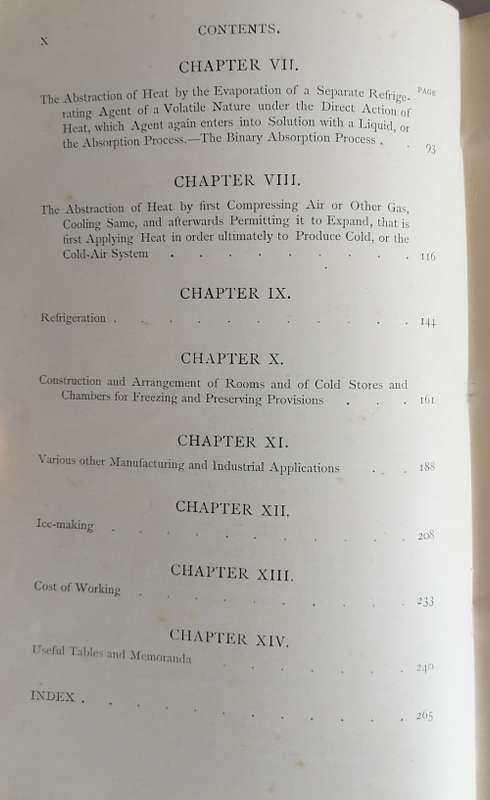 x
CONTENTS.
CHAPTER VII.
PAGE
The Abstraction of Heat by the Evaporation of a Separate Refrige-
rating Agent of a Volatile Nature under the Direct Action of
Heat, which Agent again enters into Solution with a Liquid, or
the Absorption Process.—The Binary Absorption Process . . 93
CHAPTER VIII.
The Abstraction of Heat by first Compressing Air or Other Gas,
Cooling Same, and afterwards Permitting it to Expand, that is
first Applying Heat in order ultimately to Produce Cold, or the
Cold-Air System . . . . . . . . . 116
CHAPTER IX.
Refrigeration . . . . . . . . . . . 144
CHAPTER X.
Construction and Arrangement of Rooms and of Cold Stores and
Chambers for Freezing and Preserving Provisions . . . 161
CHAPTER XI.
Various other Manufacturing and Industrial Applications . . 188
CHAPTER XII.
Ice-making . . . . . . . . . . . 208
CHAPTER XIII.
Cost of Working . . . . . . . . . . 233
CHAPTER XIV.
Useful Tables and Memoranda . . . . . . . 240
INDEX . . . . . . . . . . . . 265